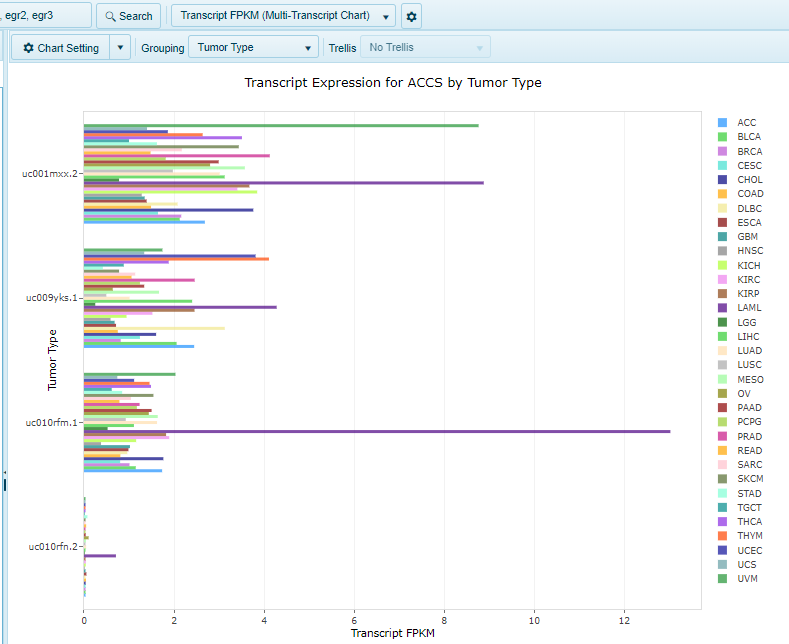 , egr2, egr3
Search
Transcript FPKM (Multi-Transcript Chart)
Chart Setting
Grouping
Tumor Type
Trellis
No Trellis
Transcript Expression for ACCS by Tumor Type
Tumor Type
uc001mxx.2
uc009yks.1
uc010rfm.1
uc010rfn.2
0 2 4 6 8 10 12
Transcript FPKM
ACC
BLCA
BRCA
CESC
CHOL
COAD
DLBC
ESCA
GBM
HNSC
KICH
KIRC
KIRP
LAML
LGG
LIHC
LUAD
LUSC
MESO
OV
PAAD
PCPG
PRAD
READ
SARC
SKCM
STAD
TGCT
THCA
THYM
UCEC
UCS
UVM